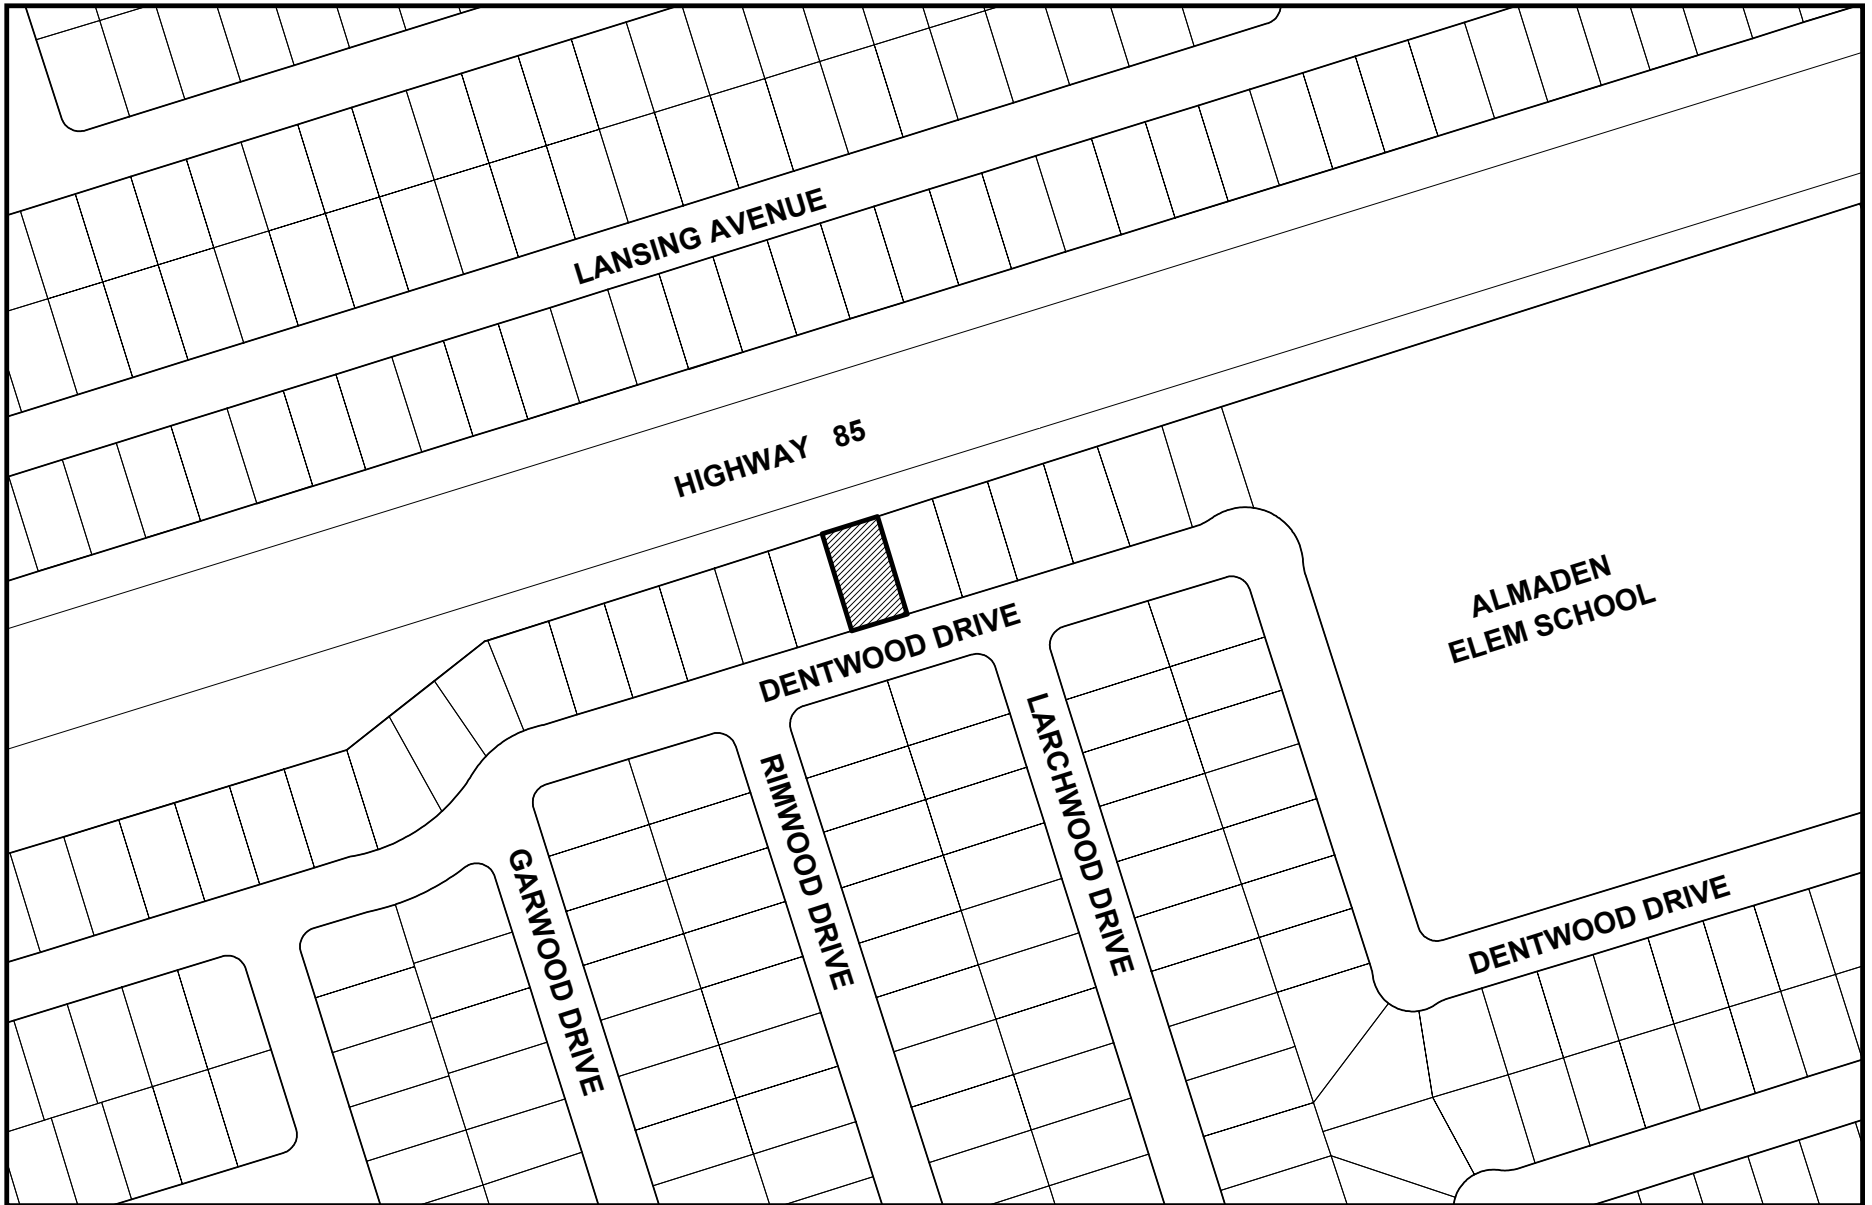 LANSING AVENUE
HIGHWAY 85
ALMADEN
ELEM SCHOOL
DENTWOOD DRIVE
LARCHWOOD DRIVE
RIMWOOD DRIVE
GARWOOD DRIVE
DENTWOOD DRIVE